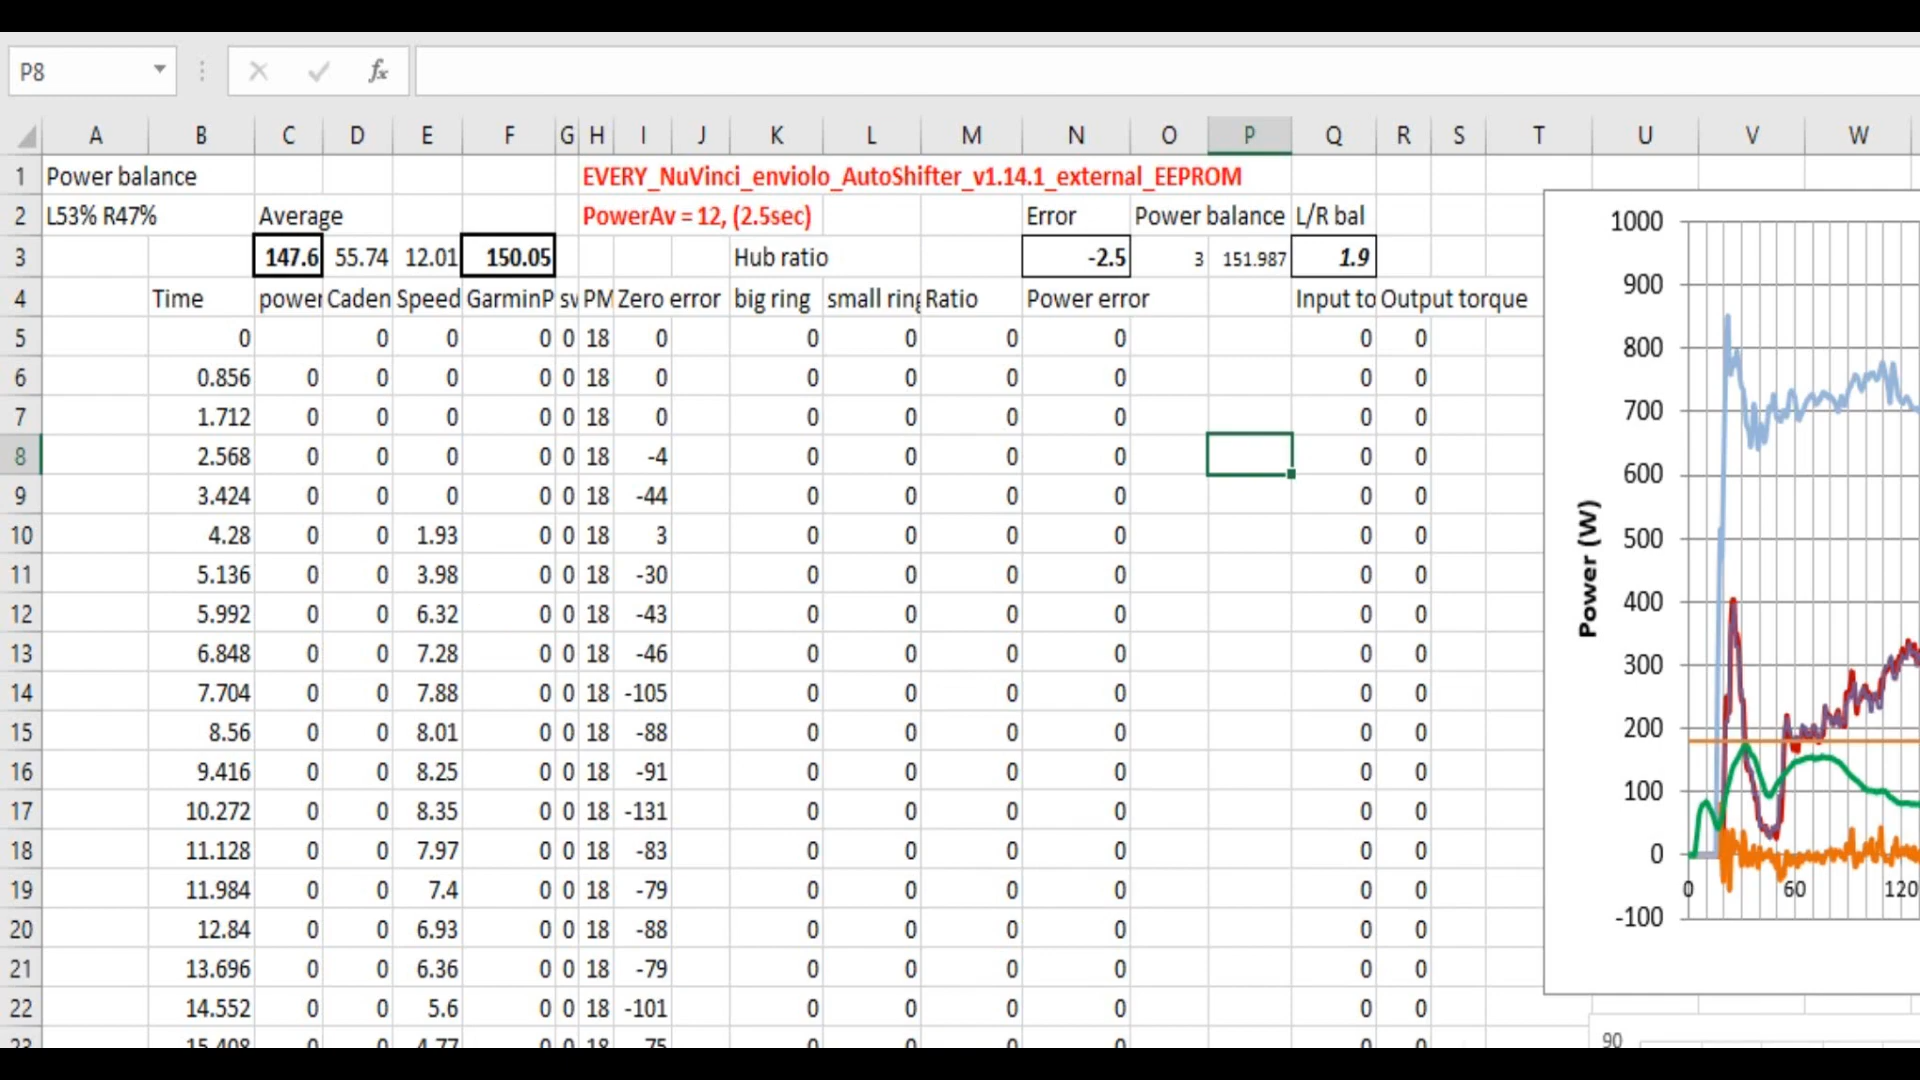 P8
fx
A B C D E F G H I J K L M N O P Q R S T U V W
1 Power balance EVERY_NuVinci_enviolo_AutoShifter_v1.14.1_external_EEPROM
2 L53% R47% Average PowerAv = 12, (2.5sec) Error Power balance L/R bal
3 147.6 55.74 12.01 150.05 Hub ratio -2.5 3 151.987 1.9
4 Time power Caden Speed GarminP sv PM Zero error big ring small ring Ratio Power error Input to Output torque
5 0 0 0 0 0 18 0 0 0 0 0 0 0
6 0.856 0 0 0 0 0 18 0 0 0 0 0 0 0
7 1.712 0 0 0 0 0 18 0 0 0 0 0 0 0
8 2.568 0 0 0 0 0 18 -4 0 0 0 0 0 0
9 3.424 0 0 0 0 0 18 -44 0 0 0 0 0 0
10 4.28 0 0 1.93 0 0 18 3 0 0 0 0 0 0
11 5.136 0 0 3.98 0 0 18 -30 0 0 0 0 0 0
12 5.992 0 0 6.32 0 0 18 -43 0 0 0 0 0 0
13 6.848 0 0 7.28 0 0 18 -46 0 0 0 0 0 0
14 7.704 0 0 7.88 0 0 18 -105 0 0 0 0 0 0
15 8.56 0 0 8.01 0 0 18 -88 0 0 0 0 0 0
16 9.416 0 0 8.25 0 0 18 -91 0 0 0 0 0 0
17 10.272 0 0 8.35 0 0 18 -131 0 0 0 0 0 0
18 11.128 0 0 7.97 0 0 18 -83 0 0 0 0 0 0
19 11.984 0 0 7.4 0 0 18 -79 0 0 0 0 0 0
20 12.84 0 0 6.93 0 0 18 -88 0 0 0 0 0 0
21 13.696 0 0 6.36 0 0 18 -79 0 0 0 0 0 0
22 14.552 0 0 5.6 0 0 18 -101 0 0 0 0 0 0
Power (W)
1000
900
800
700
600
500
400
300
200
100
0
-100
0 60 120
90